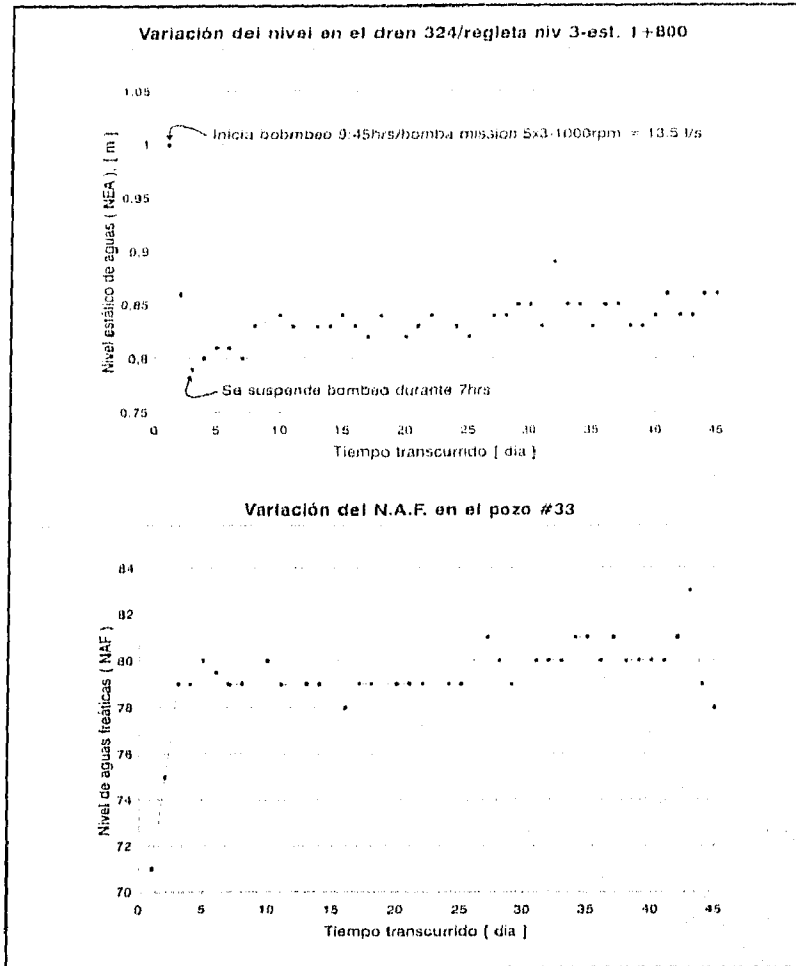 Variación del nivel en el dren 324/regleta niv 3-est. 1+800
1.05
Inicia bobmbeo 9:45hrs/bomba mission 5x3-1000rpm = 13.5 l/s
1
0.95
0.9
0.85
0.8
0.75
Nivel estático de aguas ( NEA ), [ m ]
Se suspende bombeo durante 7hrs
0 5 10 15 20 25 30 35 40 45
Tiempo transcurrido [ dia ]
Variación del N.A.F. en el pozo #33
84
82
80
78
76
74
72
70
Nivel de aguas freáticas ( NAF )
0 5 10 15 20 25 30 35 40 45
Tiempo transcurrido [ dia ]